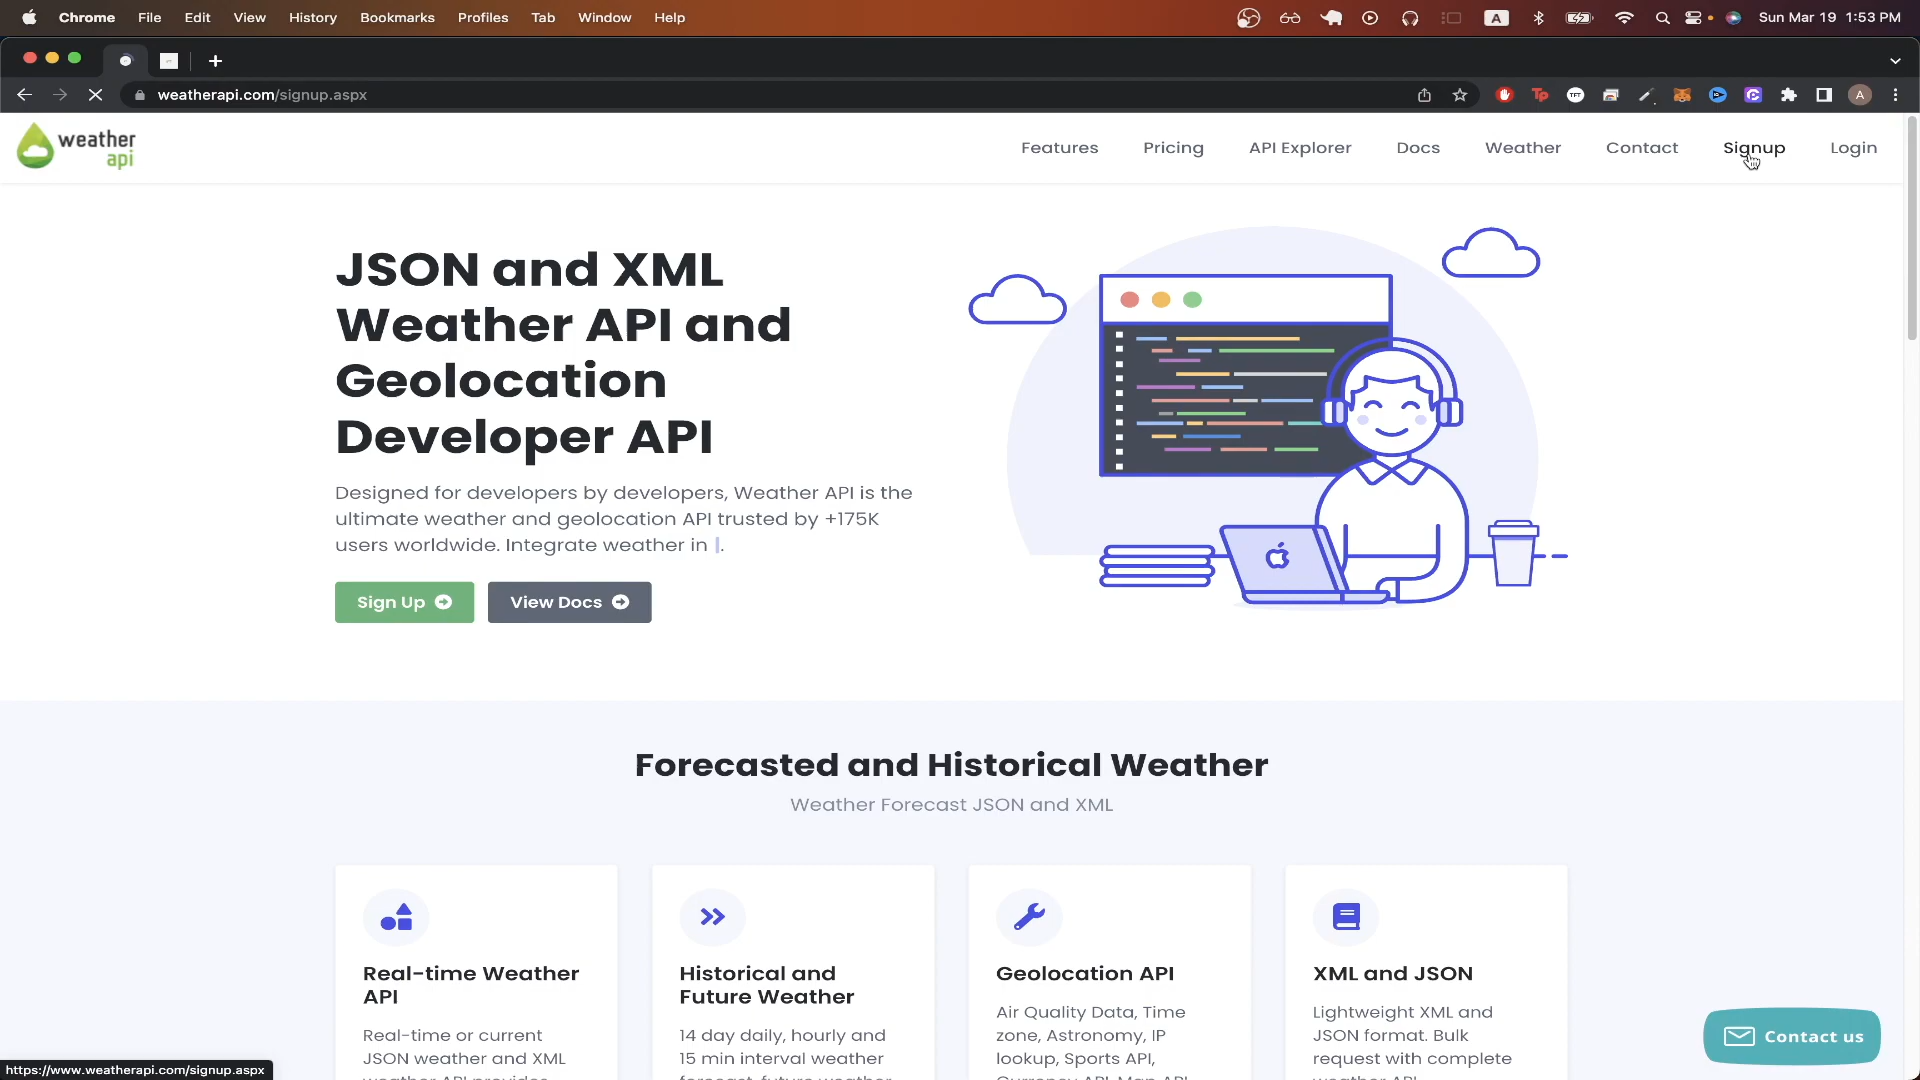 Chrome File Edit View History Bookmarks Profiles Tab Window Help
A
Sun Mar 19 1:53 PM
weatherapi.com/signup.aspx
A
weather
api
Features Pricing API Explorer Docs Weather Contact Signup Login
JSON and XML
Weather API and
Geolocation
Developer API
Designed for developers by developers, Weather API is the
ultimate weather and geolocation API trusted by +175K
users worldwide. Integrate weather in |.
Sign Up
View Docs
Forecasted and Historical Weather
Weather Forecast JSON and XML
Real-time Weather
API
Real-time or current
JSON weather and XML
Historical and
Future Weather
14 day daily, hourly and
15 min interval weather
Geolocation API
Air Quality Data, Time
zone, Astronomy, IP
lookup, Sports API,
Currency API, Map API
XML and JSON
Lightweight XML and
JSON format. Bulk
request with complete
Contact us
https://www.weatherapi.com/signup.aspx